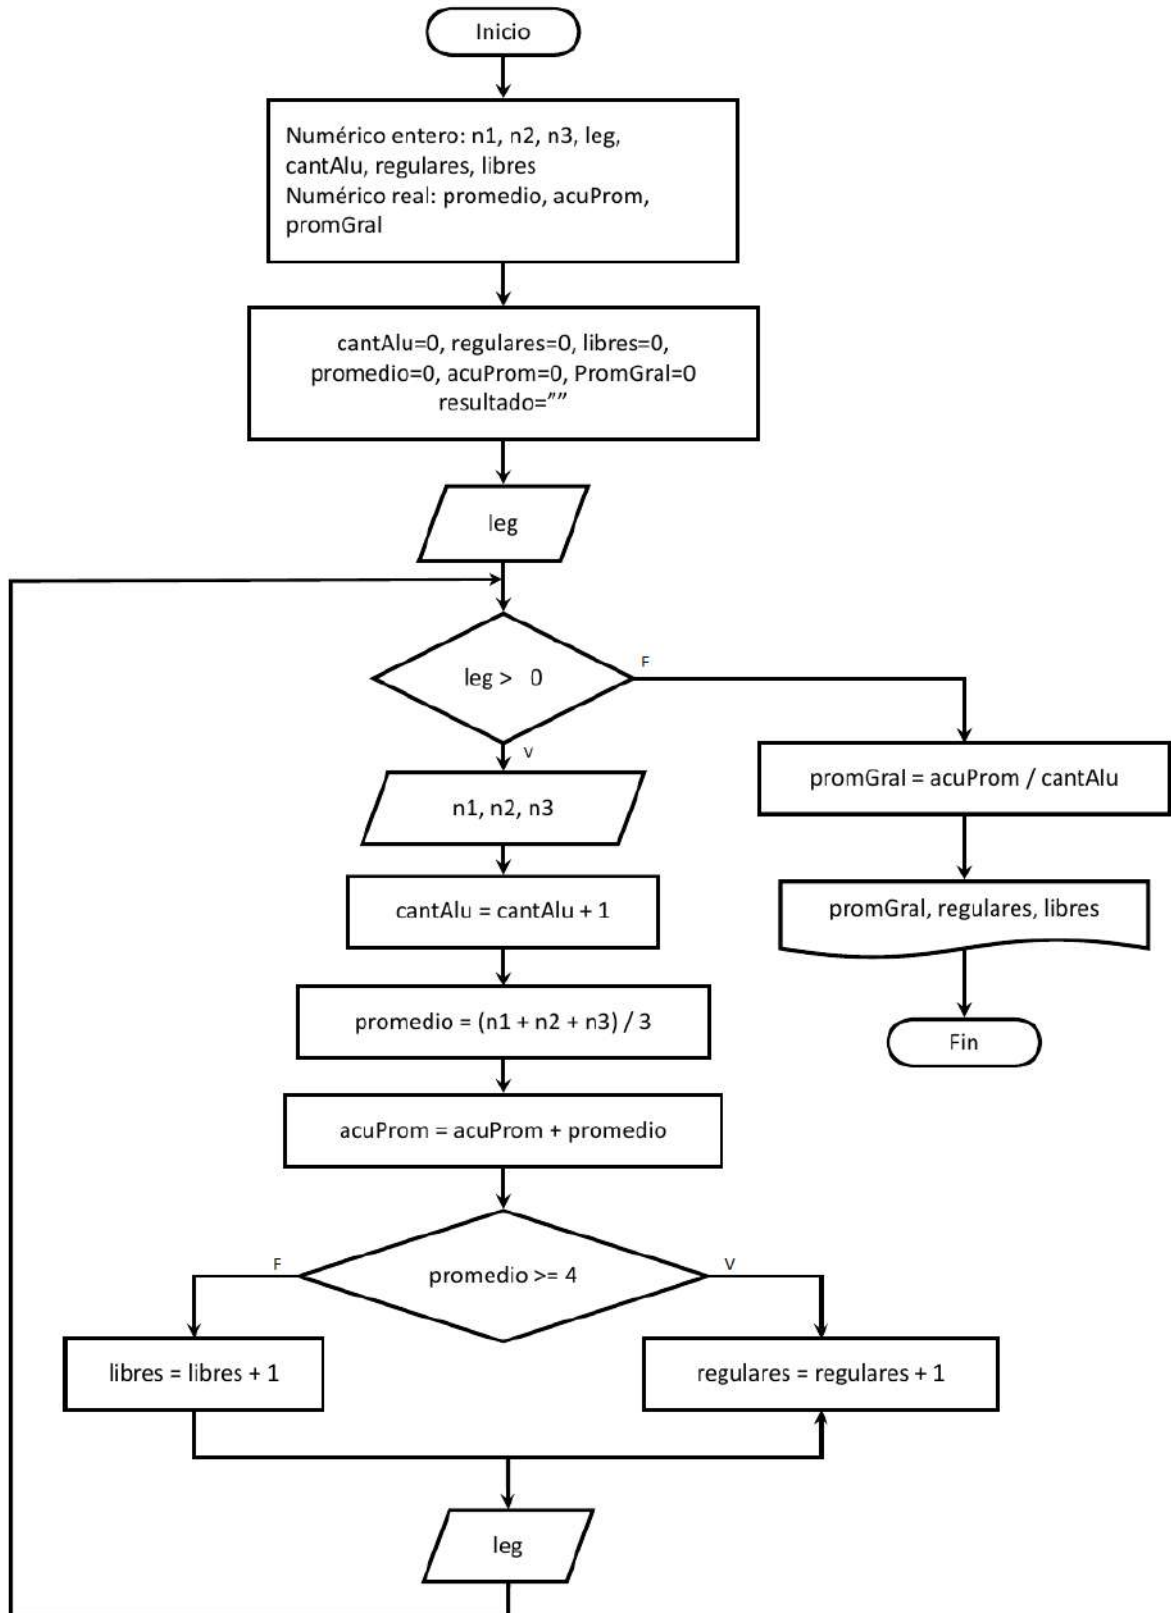 Inicio
Numérico entero: n1, n2, n3, leg,
cantAlu, regulares, libres
Numérico real: promedio, acuProm,
promGral
cantAlu=0, regulares=0, libres=0,
promedio=0, acuProm=0, PromGral=0
resultado=””
leg
leg >   0
F
V
n1, n2, n3
promGral = acuProm / cantAlu
cantAlu = cantAlu + 1
promGral, regulares, libres
promedio = (n1 + n2 + n3) / 3
Fin
acuProm = acuProm + promedio
promedio >= 4
F
V
libres = libres + 1
regulares = regulares + 1
leg